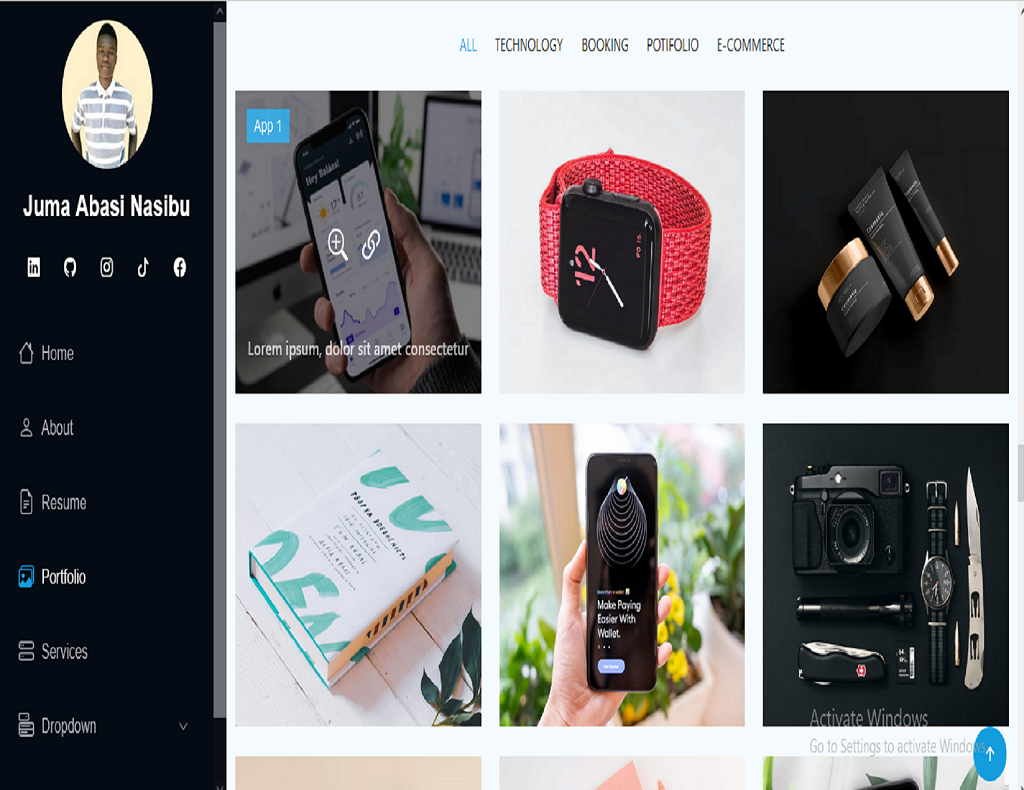 Juma Abasi Nasibu
Home
About
Resume
Portfolio
Services
Dropdown
ALL TECHNOLOGY BOOKING POTIFOLIO E-COMMERCE
App 1
Hey Balázs!
Lorem ipsum, dolor sit amet consectetur
12
Make Paying
Easier With
Wallet.
Activate Windows
Go to Settings to activate Windows.